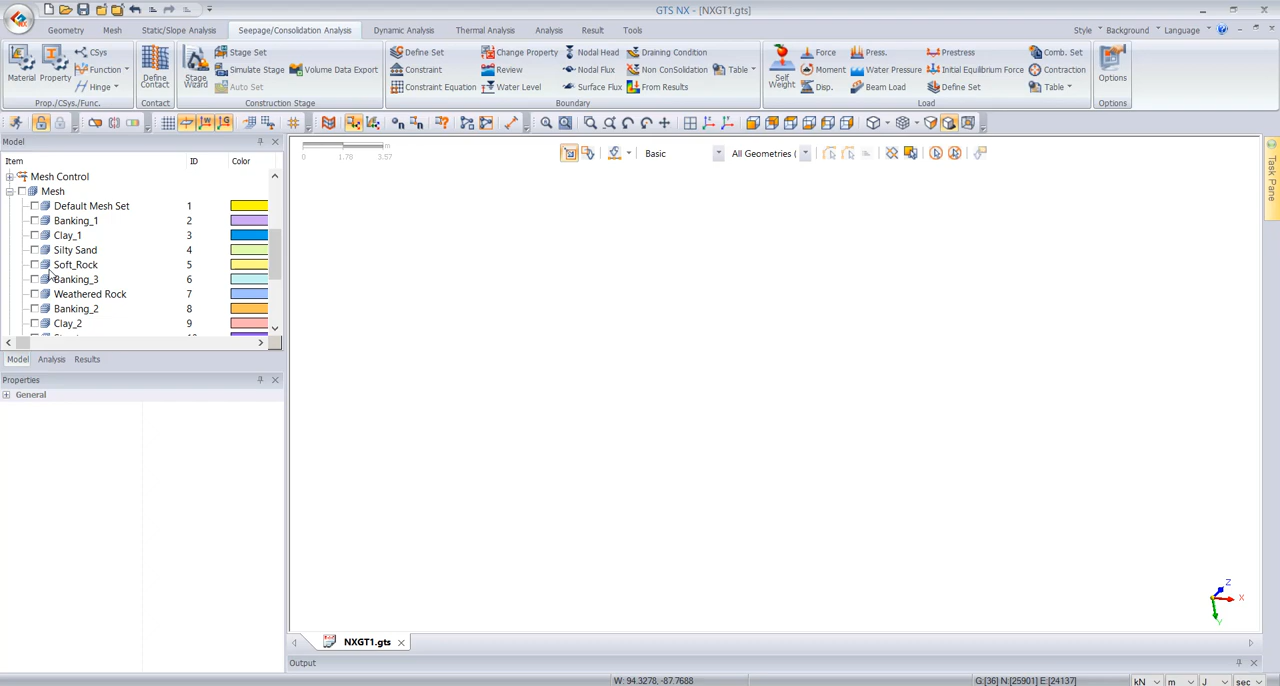 GTS NX - [NXGT1.gts]
Geometry Mesh Static/Slope Analysis Seepage/Consolidation Analysis Dynamic Analysis Thermal Analysis Analysis Result Tools Style Background Language
CSys Stage Set Define Set Change Property Nodal Head Draining Condition Force Press. Prestress Comb. Set
Material Property Function Define Contact Stage Wizard Simulate Stage Volume Data Export Constraint Review Nodal Flux Non ConSolidation Table Self Weight Moment Water Pressure Initial Equilibrium Force Contraction Options
Hinge Auto Set Constraint Equation Water Level Surface Flux From Results Disp. Beam Load Define Set Table
Prop./CSys./Func. Contact Construction Stage Boundary Load Options
Model
Item ID Color
Mesh Control
Mesh
Default Mesh Set 1
Banking_1 2
Clay_1 3
Silty Sand 4
Soft_Rock 5
Banking_3 6
Weathered Rock 7
Banking_2 8
Clay_2 9
Model Analysis Results
Properties
General
0 1.78 3.57 m
Basic All Geometries (
Task Pane
Z
X
Y
NXGT1.gts
Output
W: 94.3278, -87.7688 G:[36] N:[25901] E:[24137] kN m J sec